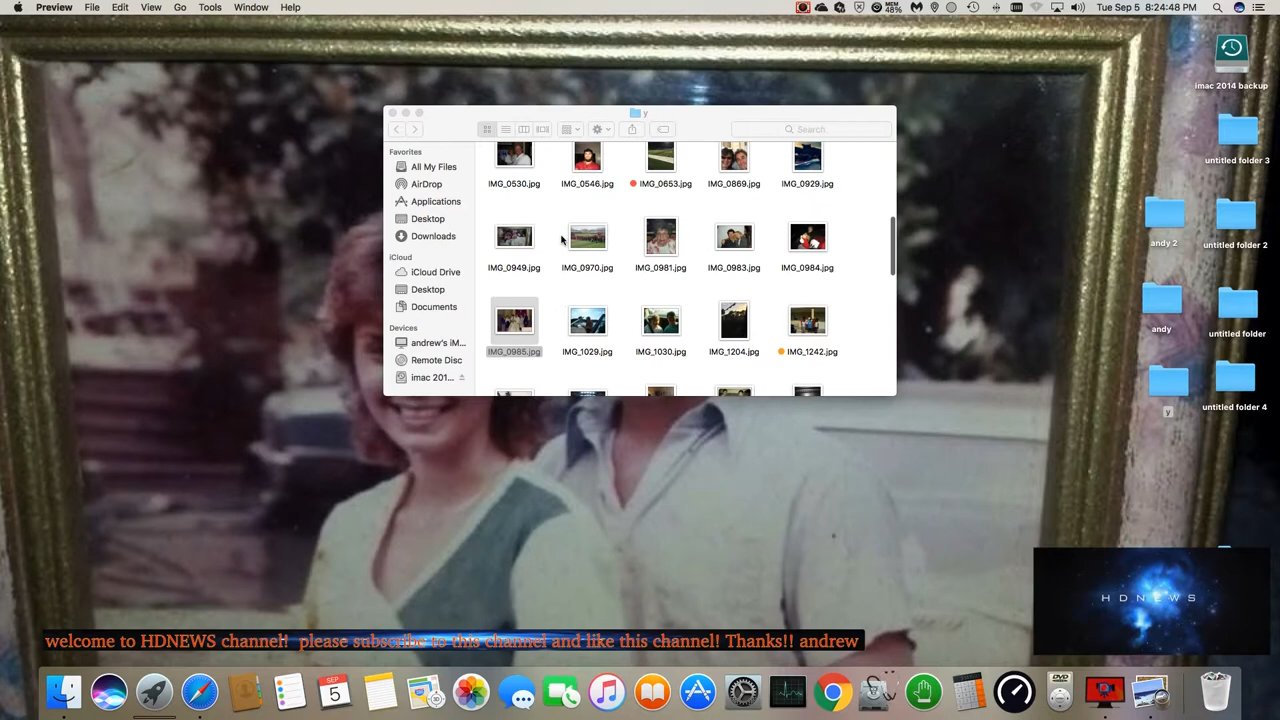 Preview File Edit View Go Tools Window Help
MEM 48% Tue Sep 5 8:24:48 PM
y
Search
Favorites
All My Files
AirDrop
Applications
Desktop
Downloads
iCloud
iCloud Drive
Desktop
Documents
Devices
andrew's iM...
Remote Disc
imac 201...
IMG_0530.jpg IMG_0546.jpg IMG_0653.jpg IMG_0869.jpg IMG_0929.jpg
IMG_0949.jpg IMG_0970.jpg IMG_0981.jpg IMG_0983.jpg IMG_0984.jpg
IMG_0985.jpg IMG_1029.jpg IMG_1030.jpg IMG_1204.jpg IMG_1242.jpg
imac 2014 backup
untitled folder 3
andy 2 untitled folder 2
andy untitled folder
y untitled folder 4
HDNEWS
welcome to HDNEWS channel! please subscribe to this channel and like this channel! Thanks!! andrew
SEP
5